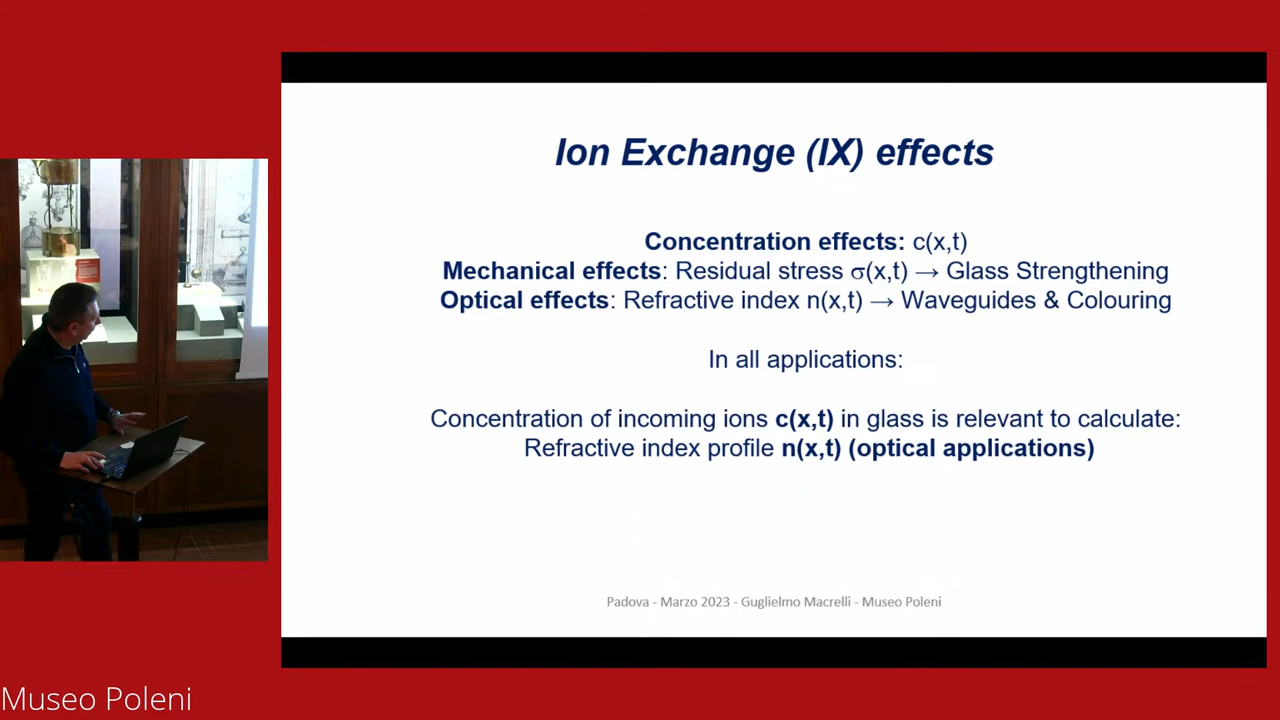 Ion Exchange (IX) effects
Concentration effects: c(x,t)
Mechanical effects: Residual stress σ(x,t) → Glass Strengthening
Optical effects: Refractive index n(x,t) → Waveguides & Colouring
In all applications:
Concentration of incoming ions c(x,t) in glass is relevant to calculate:
Refractive index profile n(x,t) (optical applications)
Padova - Marzo 2023 - Guglielmo Macrelli - Museo Poleni
Museo Poleni